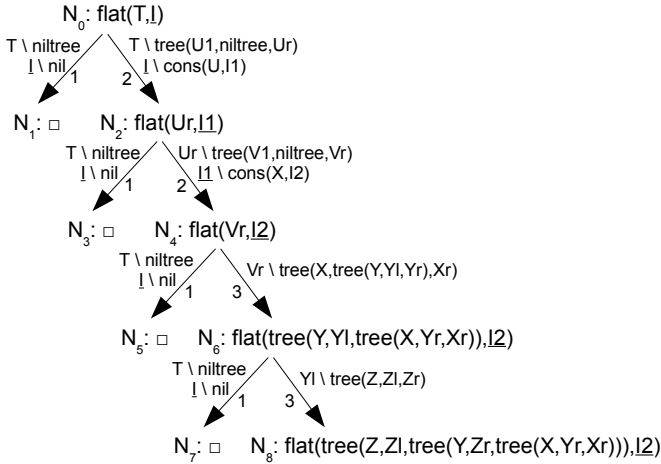 N₀: flat(T,I)
T \ niltree T \ tree(U1,niltree,Ur)
I \ nil I \ cons(U,I1)
1 2
N₁: □ N₂: flat(Ur,I1)
T \ niltree Ur \ tree(V1,niltree,Vr)
I \ nil I1 \ cons(X,I2)
1 2
N₃: □ N₄: flat(Vr,I2)
T \ niltree Vr \ tree(X,tree(Y,Yl,Yr),Xr)
I \ nil
1 3
N₅: □ N₆: flat(tree(Y,Yl,tree(X,Yr,Xr)),I2)
T \ niltree Yl \ tree(Z,Zl,Zr)
I \ nil
1 3
N₇: □ N₈: flat(tree(Z,Zl,tree(Y,Zr,tree(X,Yr,Xr))),I2)